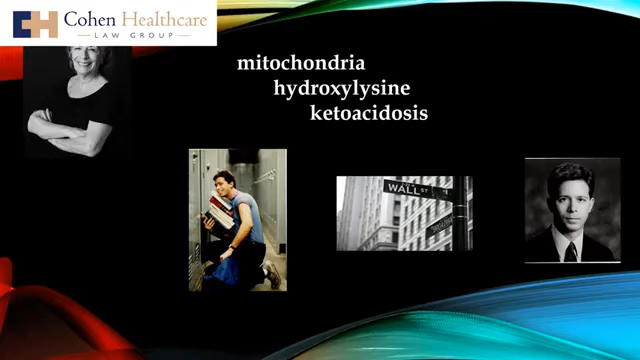 Cohen Healthcare
LAW GROUP
mitochondria
hydroxylysine
ketoacidosis
WALL ST